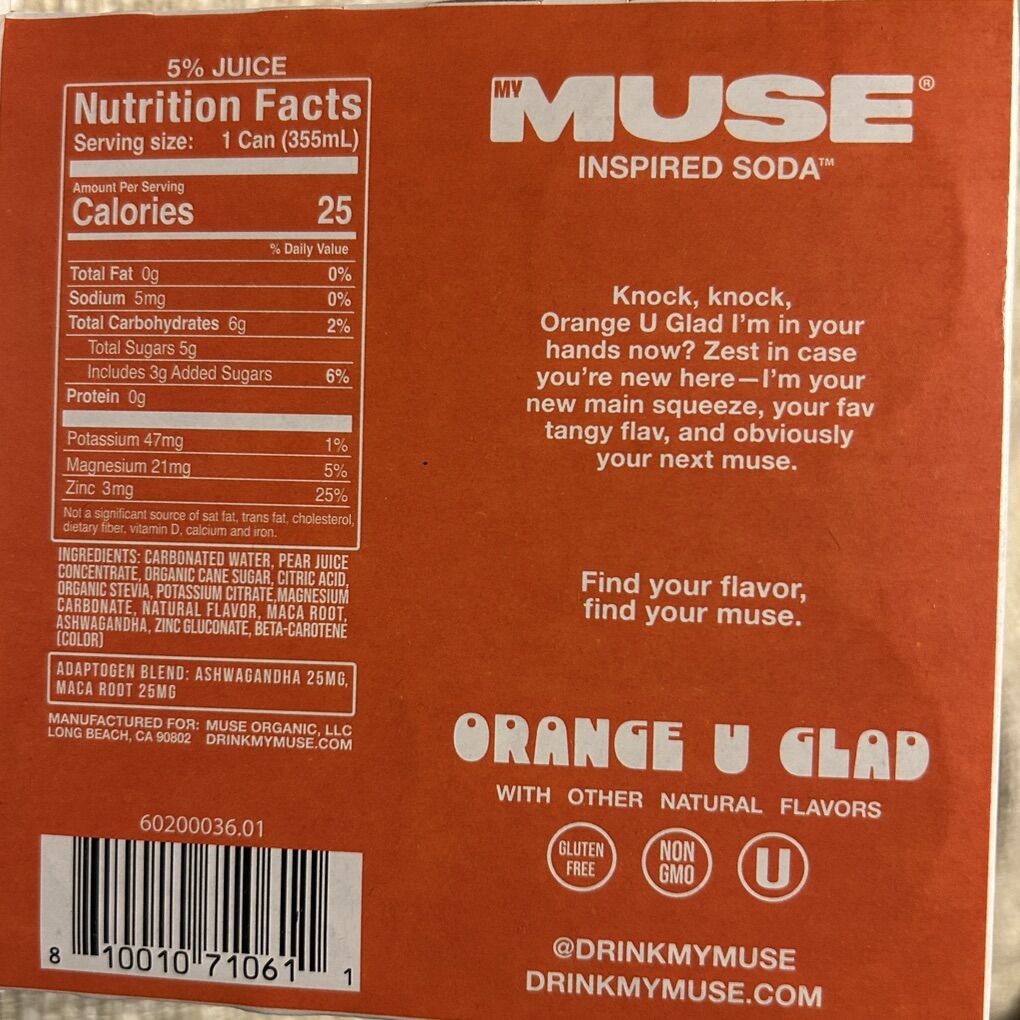 5% JUICE
Nutrition Facts
Serving size: 1 Can (355mL)
Amount Per Serving
Calories 25
% Daily Value
Total Fat 0g 0%
Sodium 5mg 0%
Total Carbohydrates 6g 2%
Total Sugars 5g
Includes 3g Added Sugars 6%
Protein 0g
Potassium 47mg 1%
Magnesium 21mg 5%
Zinc 3mg 25%
Not a significant source of sat fat, trans fat, cholesterol,
dietary fiber, vitamin D, calcium and iron.
INGREDIENTS: CARBONATED WATER, PEAR JUICE
CONCENTRATE, ORGANIC CANE SUGAR, CITRIC ACID,
ORGANIC STEVIA, POTASSIUM CITRATE,MAGNESIUM
CARBONATE, NATURAL FLAVOR, MACA ROOT,
ASHWAGANDHA, ZINC GLUCONATE, BETA-CAROTENE
(COLOR)
ADAPTOGEN BLEND: ASHWAGANDHA 25MG,
MACA ROOT 25MG
MANUFACTURED FOR: MUSE ORGANIC, LLC
LONG BEACH, CA 90802 DRINKMYMUSE.COM
60200036.01
8 10010 71061 1
MY MUSE®
INSPIRED SODA™
Knock, knock,
Orange U Glad I'm in your
hands now? Zest in case
you're new here—I'm your
new main squeeze, your fav
tangy flav, and obviously
your next muse.
Find your flavor,
find your muse.
ORANGE U GLAD
WITH OTHER NATURAL FLAVORS
GLUTEN
FREE
NON
GMO
U
@DRINKMYMUSE
DRINKMYMUSE.COM